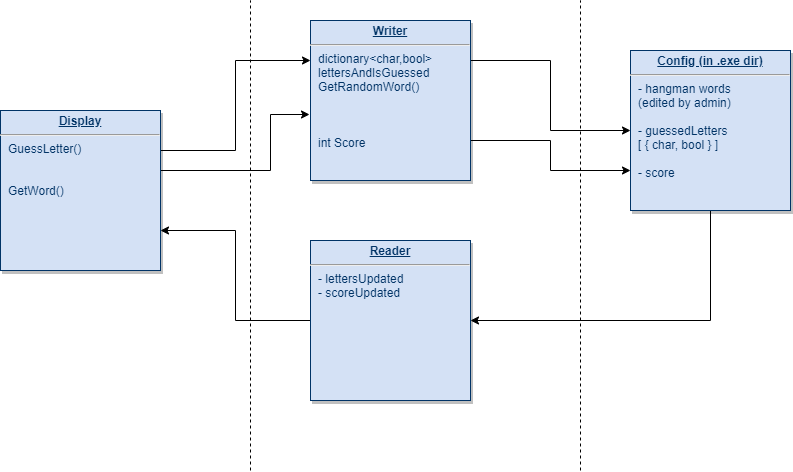 Display
GuessLetter()
GetWord()
Writer
dictionary<char,bool>
lettersAndIsGuessed
GetRandomWord()
int Score
Reader
- lettersUpdated
- scoreUpdated
Config (in .exe dir)
- hangman words
(edited by admin)
- guessedLetters
[ { char, bool } ]
- score